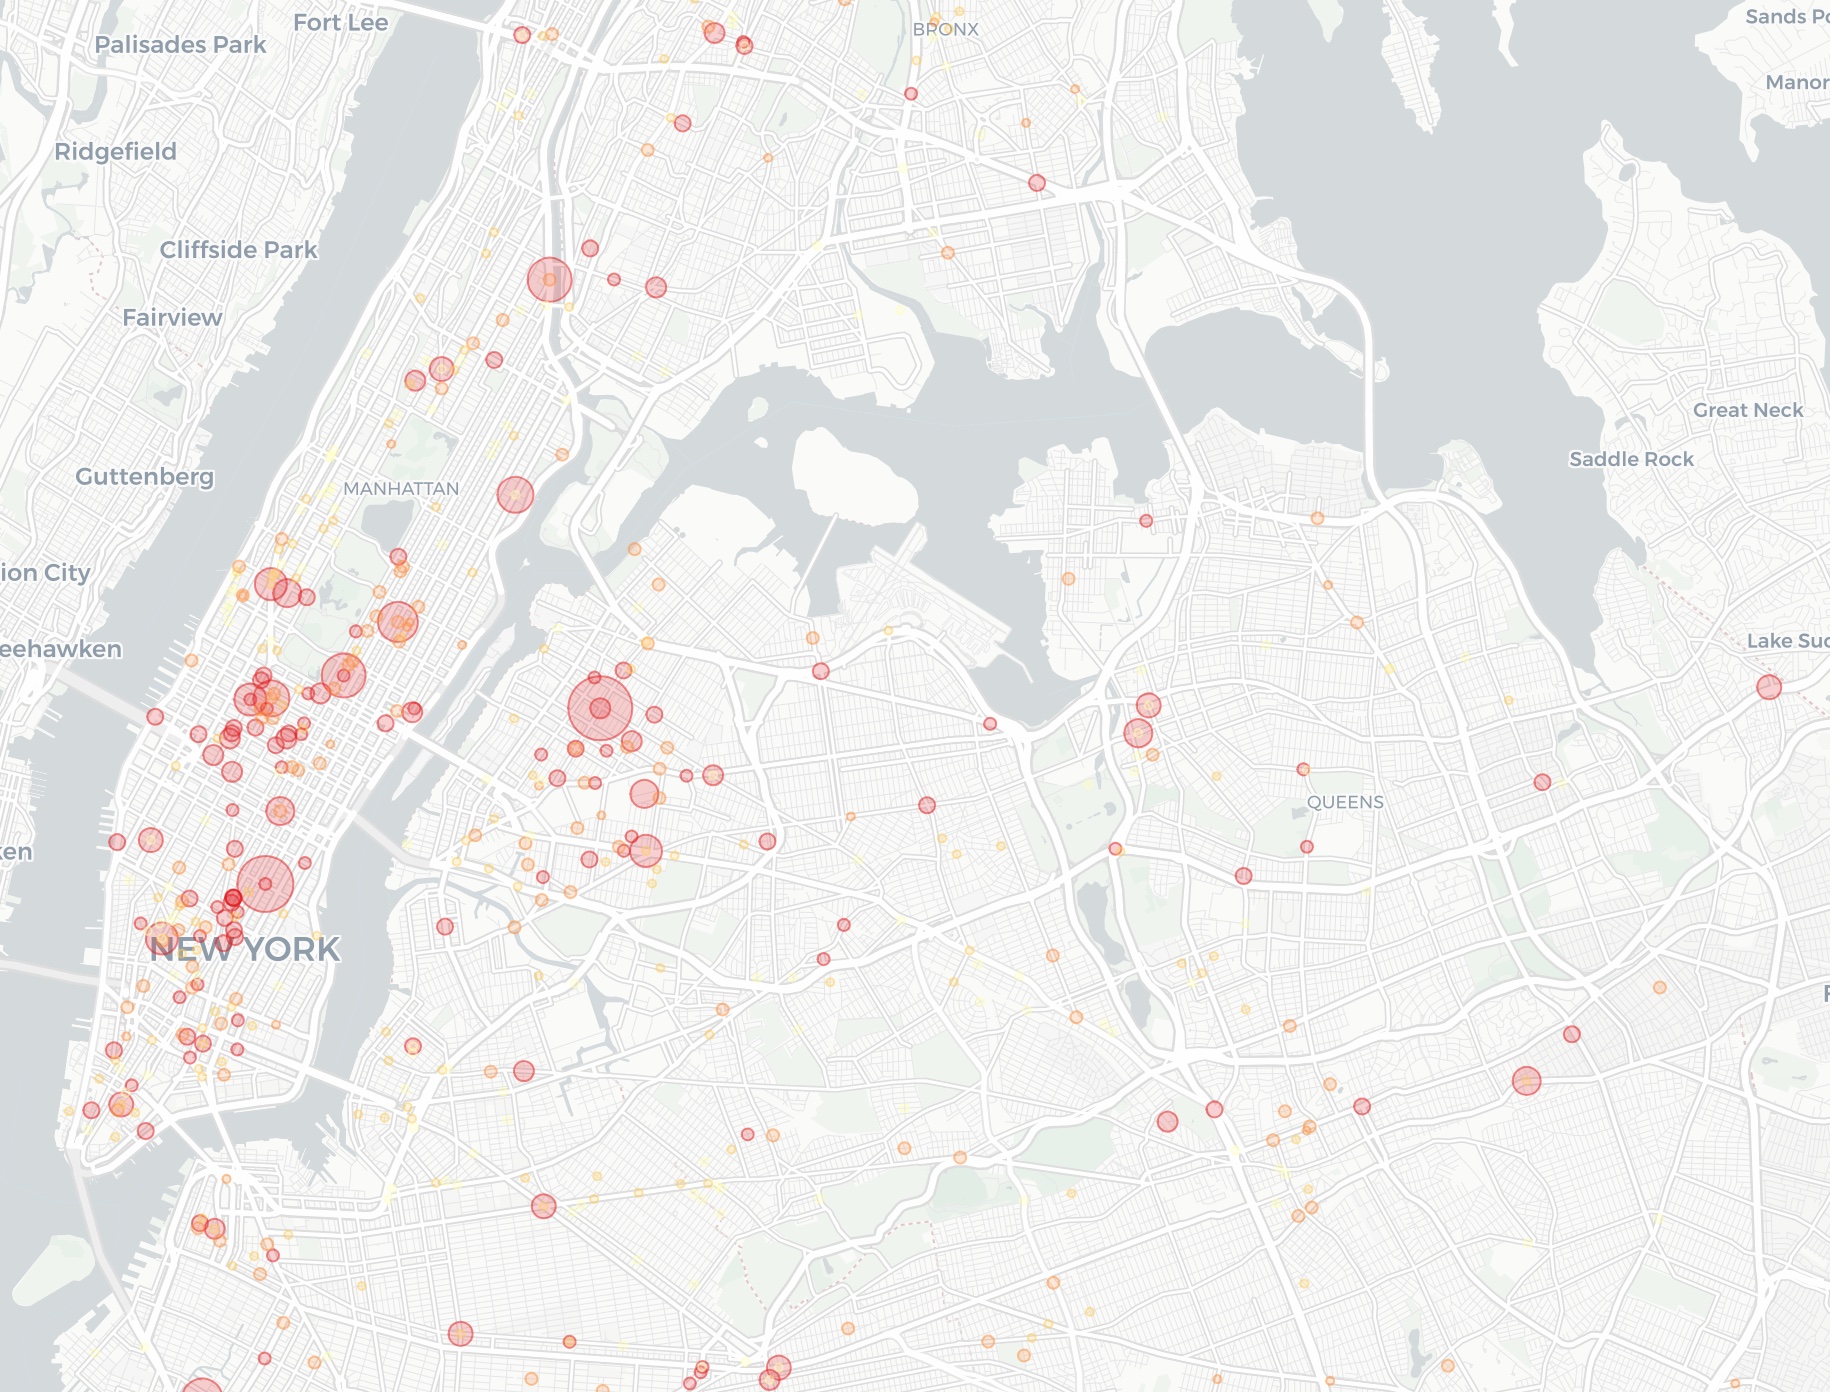 Fort Lee
Palisades Park
BRONX
Sands
Manor
Ridgefield
Cliffside Park
Fairview
Great Neck
Saddle Rock
Guttenberg
MANHATTAN
ion City
eehawken
Lake Suc
QUEENS
ken
NEW YORK